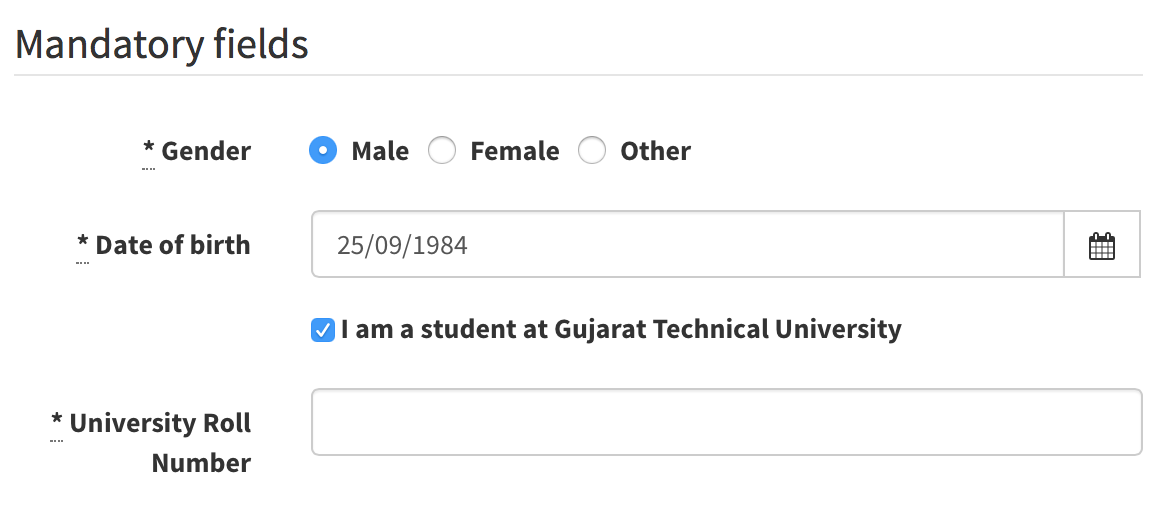 Mandatory fields
* Gender Male Female Other
* Date of birth 25/09/1984
I am a student at Gujarat Technical University
* University Roll
Number